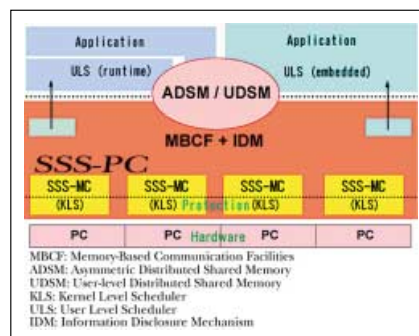 Application
Application
ULS (runtime)
ULS (embedded)
ADSM / UDSM
MBCF + IDM
SSS-PC
SSS-MC SSS-MC SSS-MC SSS-MC
(KLS) Protection (KLS) (KLS) (KLS)
PC PC Hardware PC PC
MBCF: Memory-Based Communication Facilities
ADSM: Asymmetric Distributed Shared Memory
UDSM: User-level Distributed Shared Memory
KLS: Kernel Level Scheduler
ULS: User Level Scheduler
IDM: Information Disclosure Mechanism